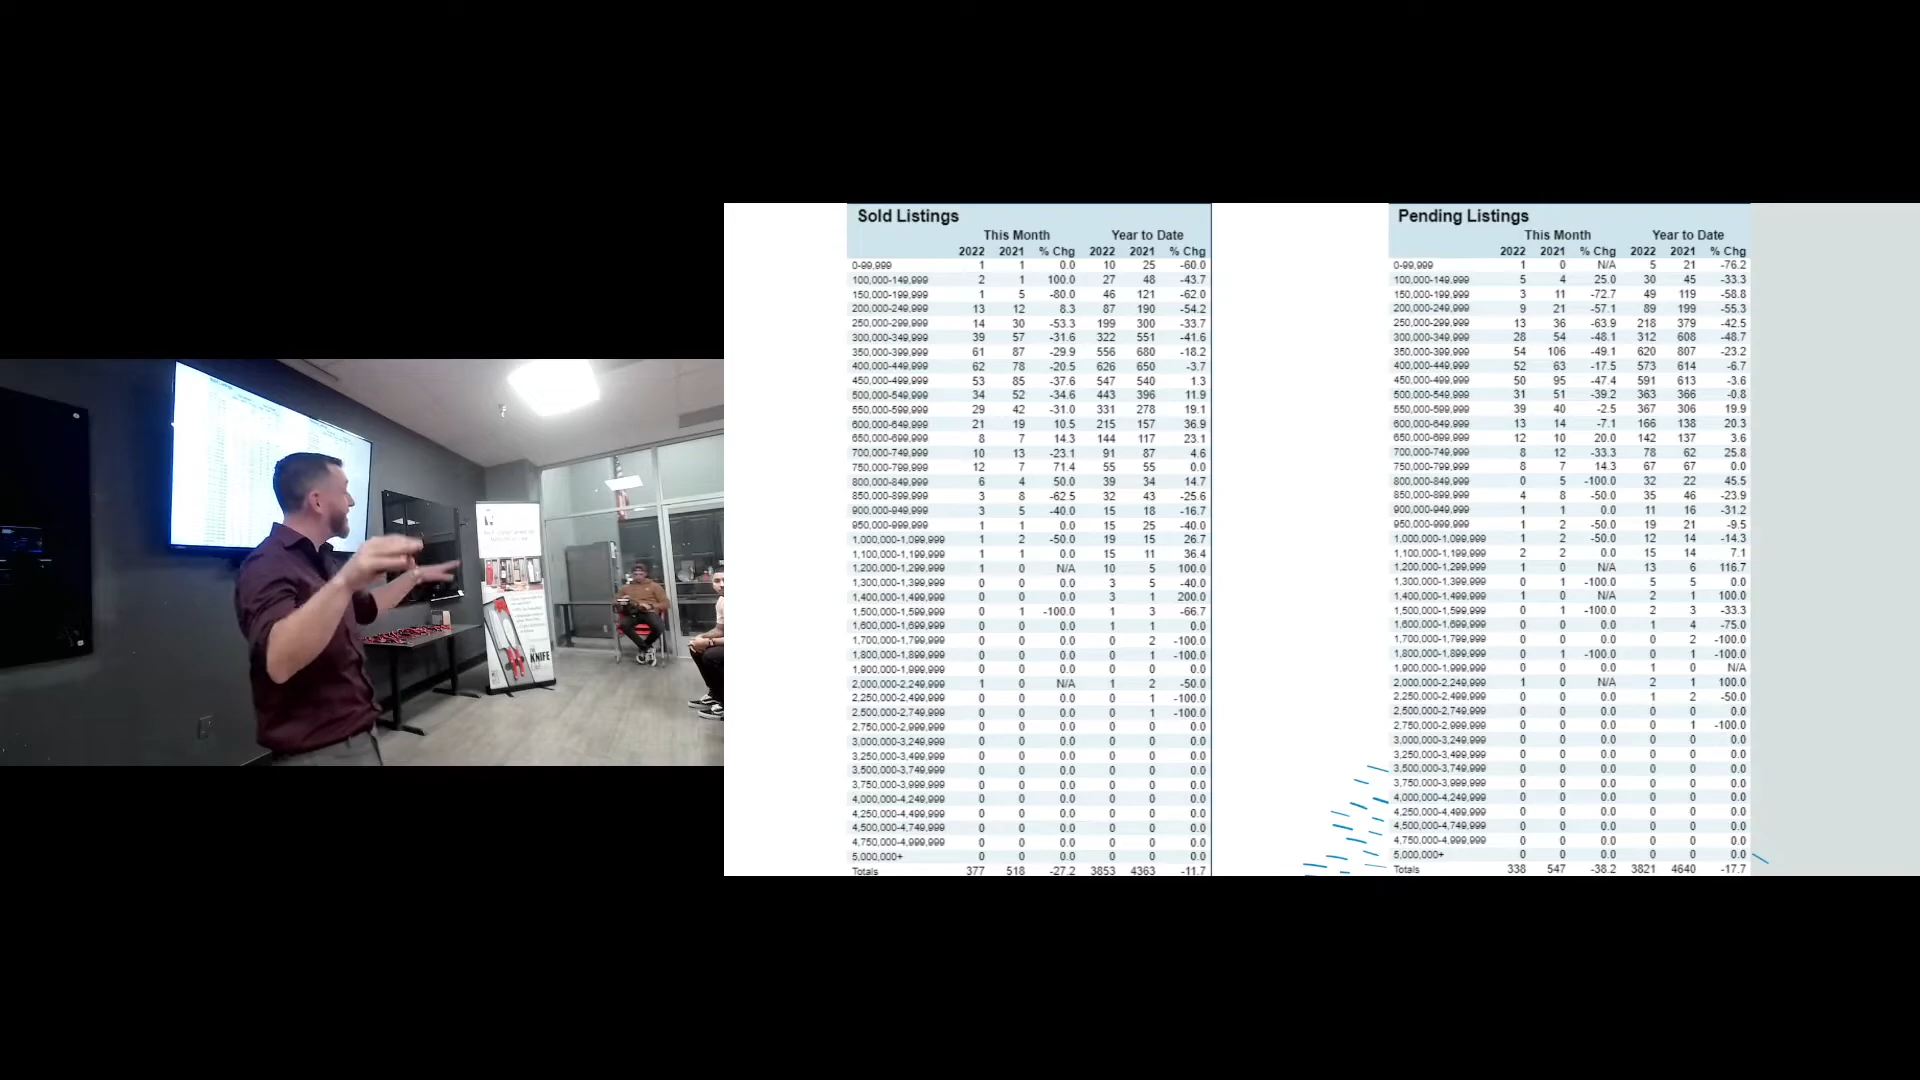 KNIFE
Sold Listings
This Month Year to Date
2022 2021 % Chg 2022 2021 % Chg
0-99,999 1 1 0.0 10 25 -60.0
100,000-149,999 2 1 100.0 27 48 -43.7
150,000-199,999 1 5 -80.0 46 121 -62.0
200,000-249,999 13 12 8.3 87 190 -54.2
250,000-299,999 14 30 -53.3 199 300 -33.7
300,000-349,999 39 57 -31.6 322 551 -41.6
350,000-399,999 61 87 -29.9 556 680 -18.2
400,000-449,999 62 78 -20.5 626 650 -3.7
450,000-499,999 53 85 -37.6 547 540 1.3
500,000-549,999 34 52 -34.6 443 396 11.9
550,000-599,999 29 42 -31.0 331 278 19.1
600,000-649,999 21 19 10.5 215 157 36.9
650,000-699,999 8 7 14.3 144 117 23.1
700,000-749,999 10 13 -23.1 91 87 4.6
750,000-799,999 12 7 71.4 55 55 0.0
800,000-849,999 6 4 50.0 39 34 14.7
850,000-899,999 3 8 -62.5 32 43 -25.6
900,000-949,999 3 5 -40.0 15 18 -16.7
950,000-999,999 1 1 0.0 15 25 -40.0
1,000,000-1,099,999 1 2 -50.0 19 15 26.7
1,100,000-1,199,999 1 1 0.0 15 11 36.4
1,200,000-1,299,999 1 0 N/A 10 5 100.0
1,300,000-1,399,999 0 0 0.0 3 5 -40.0
1,400,000-1,499,999 0 0 0.0 3 1 200.0
1,500,000-1,599,999 0 1 -100.0 1 3 -66.7
1,600,000-1,699,999 0 0 0.0 1 1 0.0
1,700,000-1,799,999 0 0 0.0 0 2 -100.0
1,800,000-1,899,999 0 0 0.0 0 1 -100.0
1,900,000-1,999,999 0 0 0.0 0 0 0.0
2,000,000-2,249,999 1 0 N/A 1 2 -50.0
2,250,000-2,499,999 0 0 0.0 0 1 -100.0
2,500,000-2,749,999 0 0 0.0 0 1 -100.0
2,750,000-2,999,999 0 0 0.0 0 0 0.0
3,000,000-3,249,999 0 0 0.0 0 0 0.0
3,250,000-3,499,999 0 0 0.0 0 0 0.0
3,500,000-3,749,999 0 0 0.0 0 0 0.0
3,750,000-3,999,999 0 0 0.0 0 0 0.0
4,000,000-4,249,999 0 0 0.0 0 0 0.0
4,250,000-4,499,999 0 0 0.0 0 0 0.0
4,500,000-4,749,999 0 0 0.0 0 0 0.0
4,750,000-4,999,999 0 0 0.0 0 0 0.0
5,000,000+ 0 0 0.0 0 0 0.0
Totals 377 518 -27.2 3853 4363 -11.7
Pending Listings
This Month Year to Date
2022 2021 % Chg 2022 2021 % Chg
0-99,999 1 0 N/A 5 21 -76.2
100,000-149,999 5 4 25.0 30 45 -33.3
150,000-199,999 3 11 -72.7 49 119 -58.8
200,000-249,999 9 21 -57.1 89 199 -55.3
250,000-299,999 13 36 -63.9 218 379 -42.5
300,000-349,999 28 54 -48.1 312 608 -48.7
350,000-399,999 54 106 -49.1 620 807 -23.2
400,000-449,999 52 63 -17.5 573 614 -6.7
450,000-499,999 50 95 -47.4 591 613 -3.6
500,000-549,999 31 51 -39.2 363 366 -0.8
550,000-599,999 39 40 -2.5 367 306 19.9
600,000-649,999 13 14 -7.1 166 138 20.3
650,000-699,999 12 10 20.0 142 137 3.6
700,000-749,999 8 12 -33.3 78 62 25.8
750,000-799,999 8 7 14.3 67 67 0.0
800,000-849,999 0 5 -100.0 32 22 45.5
850,000-899,999 4 8 -50.0 35 46 -23.9
900,000-949,999 1 1 0.0 11 16 -31.2
950,000-999,999 1 2 -50.0 19 21 -9.5
1,000,000-1,099,999 1 2 -50.0 12 14 -14.3
1,100,000-1,199,999 2 2 0.0 15 14 7.1
1,200,000-1,299,999 1 0 N/A 13 6 116.7
1,300,000-1,399,999 0 1 -100.0 5 5 0.0
1,400,000-1,499,999 1 0 N/A 2 1 100.0
1,500,000-1,599,999 0 1 -100.0 2 3 -33.3
1,600,000-1,699,999 0 0 0.0 1 4 -75.0
1,700,000-1,799,999 0 0 0.0 0 2 -100.0
1,800,000-1,899,999 0 1 -100.0 0 1 -100.0
1,900,000-1,999,999 0 0 0.0 1 0 N/A
2,000,000-2,249,999 1 0 N/A 2 1 100.0
2,250,000-2,499,999 0 0 0.0 1 2 -50.0
2,500,000-2,749,999 0 0 0.0 0 0 0.0
2,750,000-2,999,999 0 0 0.0 0 1 -100.0
3,000,000-3,249,999 0 0 0.0 0 0 0.0
3,250,000-3,499,999 0 0 0.0 0 0 0.0
3,500,000-3,749,999 0 0 0.0 0 0 0.0
3,750,000-3,999,999 0 0 0.0 0 0 0.0
4,000,000-4,249,999 0 0 0.0 0 0 0.0
4,250,000-4,499,999 0 0 0.0 0 0 0.0
4,500,000-4,749,999 0 0 0.0 0 0 0.0
4,750,000-4,999,999 0 0 0.0 0 0 0.0
5,000,000+ 0 0 0.0 0 0 0.0
Totals 338 547 -38.2 3821 4640 -17.7